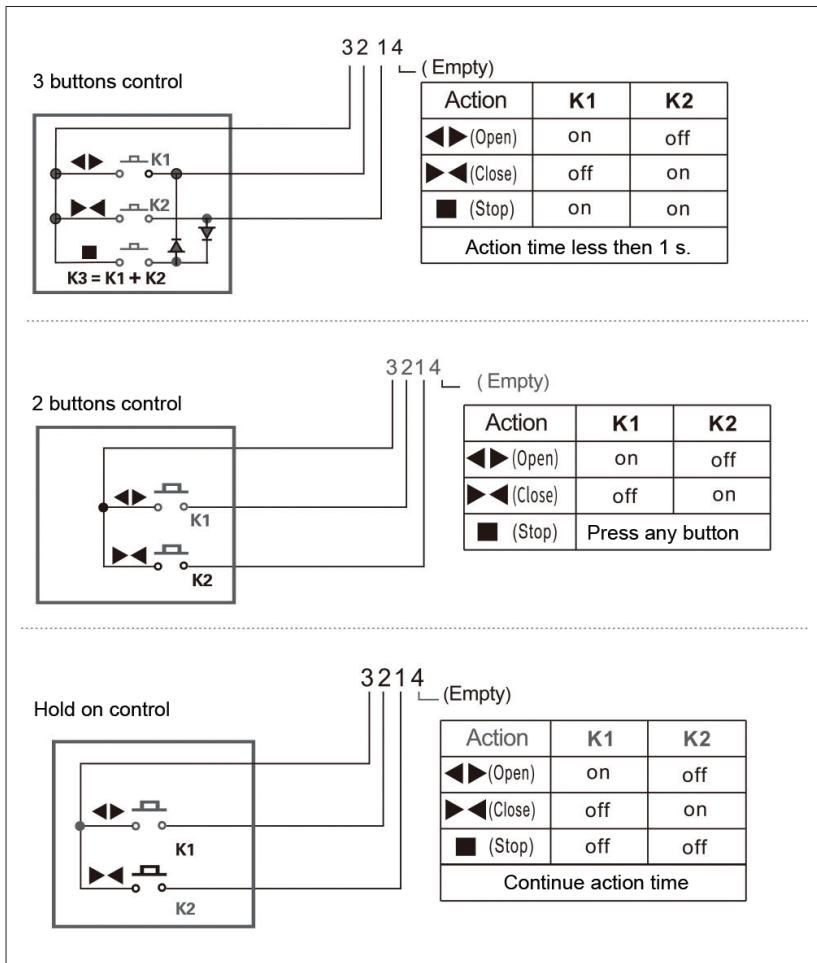 3 2 1 4
( Empty)
3 buttons control
Action K1 K2
(Open) on off
(Close) off on
(Stop) on on
Action time less then 1 s.
K1
K2
K3 = K1 + K2
3 2 1 4
( Empty)
2 buttons control
Action K1 K2
(Open) on off
(Close) off on
(Stop) Press any button
K1
K2
3 2 1 4
(Empty)
Hold on control
Action K1 K2
(Open) on off
(Close) off on
(Stop) off off
Continue action time
K1
K2